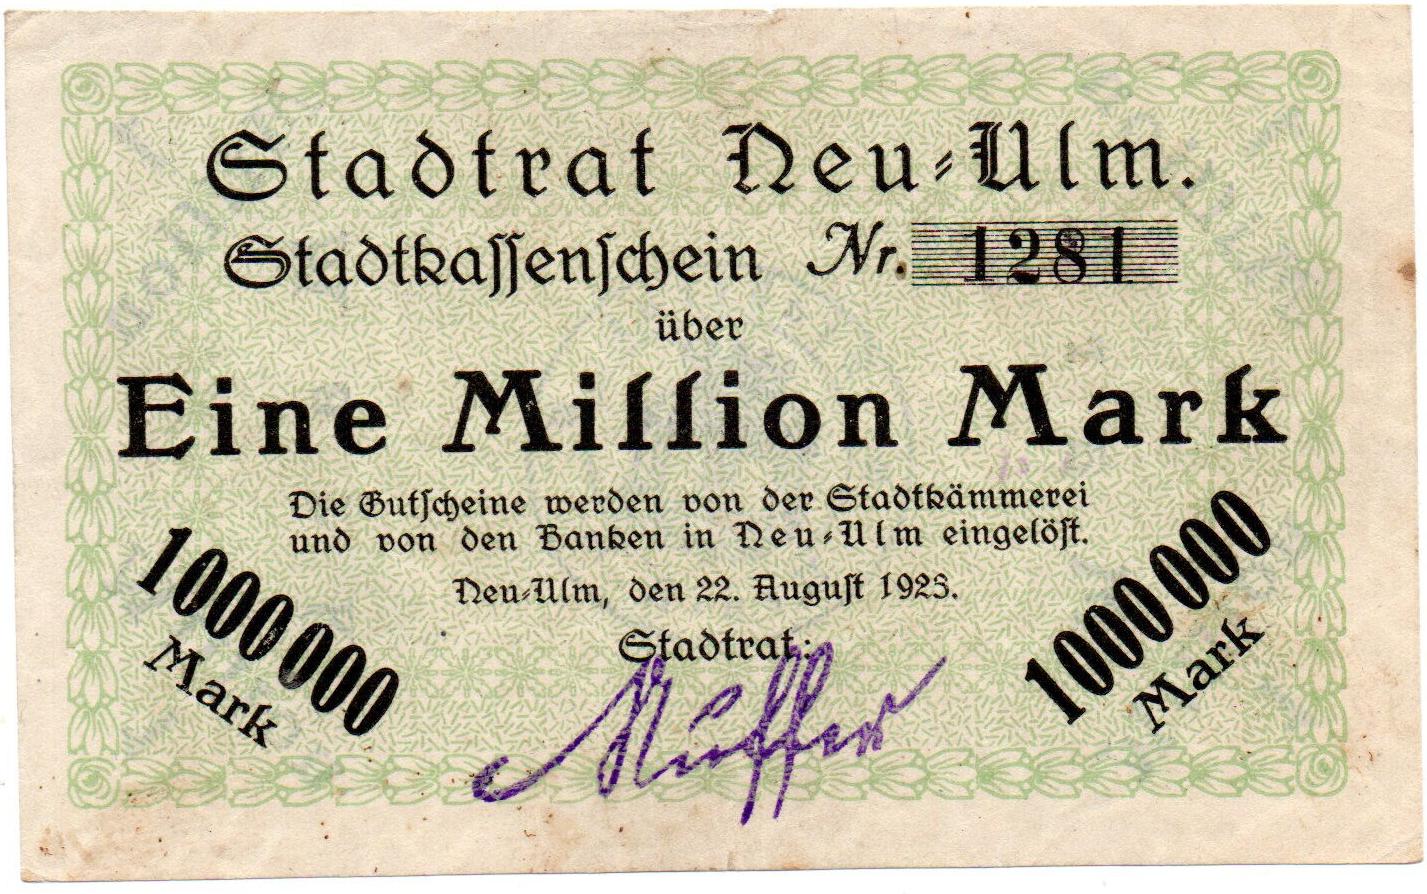 Stadtrat Neu-Ulm.
Stadtkassenschein Nr. 1281
über
Eine Million Mark
Die Gutscheine werden von der Stadtkämmerei
und von den Banken in Neu-Ulm eingelöst.
Neu-Ulm, den 22. August 1923.
Stadtrat:
1000000
Mark
1000000
Mark